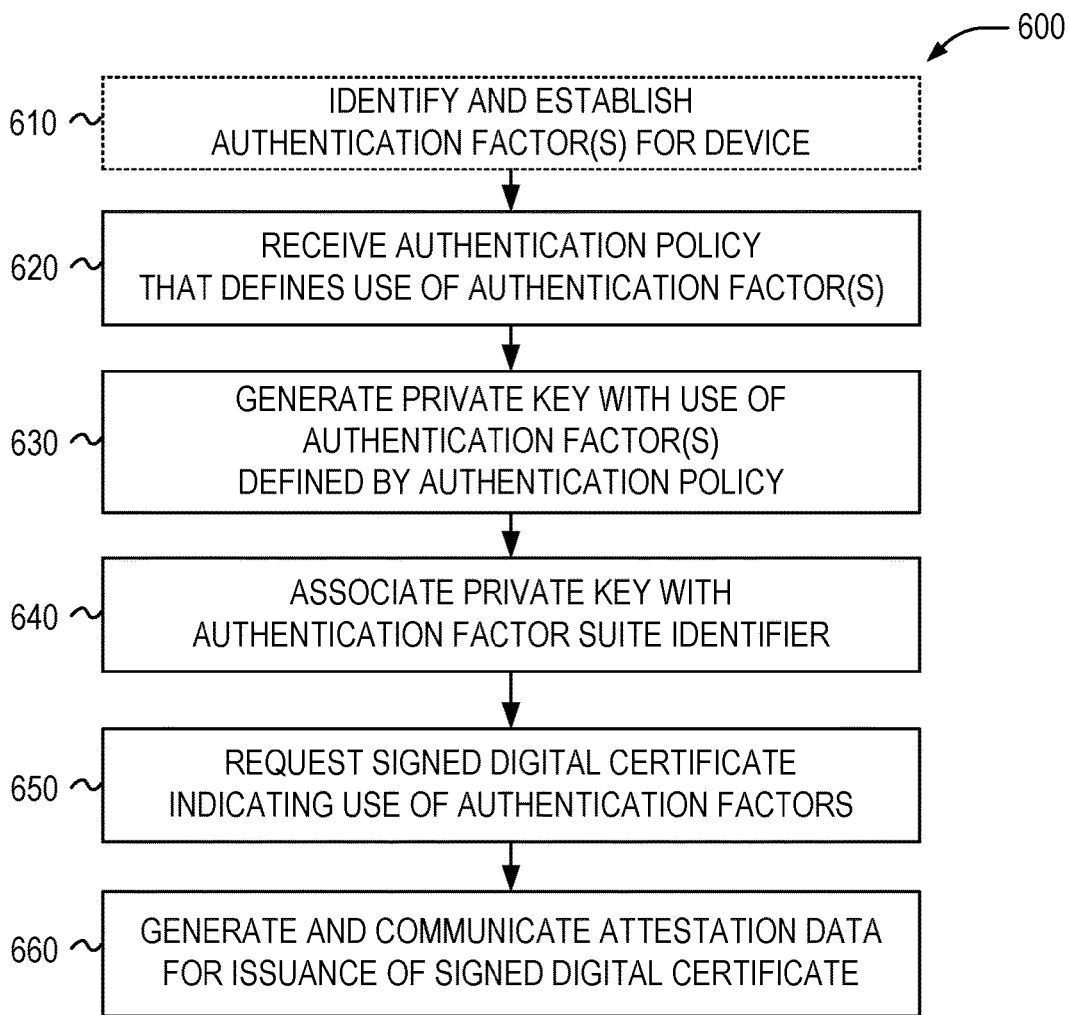 600
610
IDENTIFY AND ESTABLISH
AUTHENTICATION FACTOR(S) FOR DEVICE
620
RECEIVE AUTHENTICATION POLICY
THAT DEFINES USE OF AUTHENTICATION FACTOR(S)
630
GENERATE PRIVATE KEY WITH USE OF
AUTHENTICATION FACTOR(S)
DEFINED BY AUTHENTICATION POLICY
640
ASSOCIATE PRIVATE KEY WITH
AUTHENTICATION FACTOR SUITE IDENTIFIER
650
REQUEST SIGNED DIGITAL CERTIFICATE
INDICATING USE OF AUTHENTICATION FACTORS
660
GENERATE AND COMMUNICATE ATTESTATION DATA
FOR ISSUANCE OF SIGNED DIGITAL CERTIFICATE